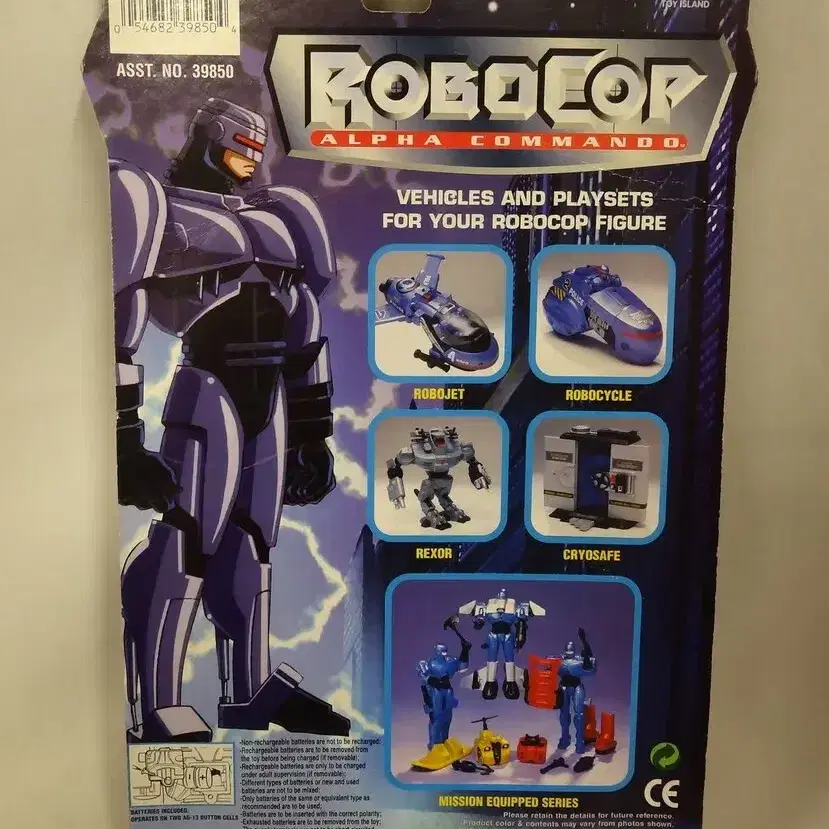 TOY ISLAND
0 54682 39850 4
ASST. NO. 39850
ROBOCOP
ALPHA COMMANDO™
VEHICLES AND PLAYSETS
FOR YOUR ROBOCOP FIGURE
POLICE
ROBOJET
ROBOCYCLE
REXOR
CRYOSAFE
MISSION EQUIPPED SERIES
-Non-rechargeable batteries are not to be recharged;
-Rechargeable batteries are to be removed from
the toy before being charged (if removable);
-Rechargeable batteries are only to be charged
under adult supervision (if removable);
-Different types of batteries or new and used
batteries are not to be mixed;
-Only batteries of the same or equivalent type as
recommended are to be used;
-Batteries are to be inserted with the correct polarity;
-Exhausted batteries are to be removed from the toy;
BATTERIES INCLUDED.
OPERATES ON TWO AG-13 BUTTON CELLS
CE
Please retain the details for future reference.
Product color & contents may vary from photos shown.